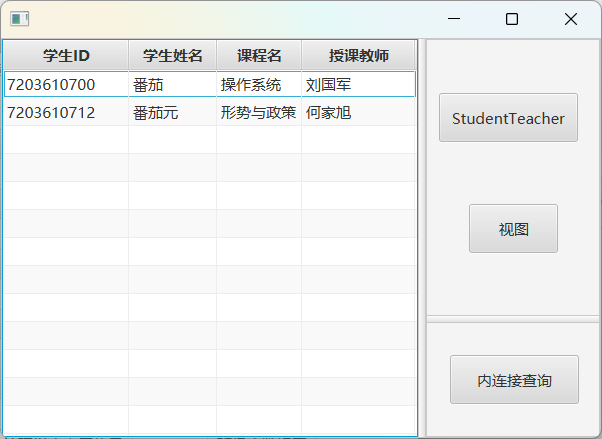 学生ID 学生姓名 课程名 授课教师
7203610700 番茄 操作系统 刘国军
7203610712 番茄元 形势与政策 何家旭
StudentTeacher
视图
内连接查询